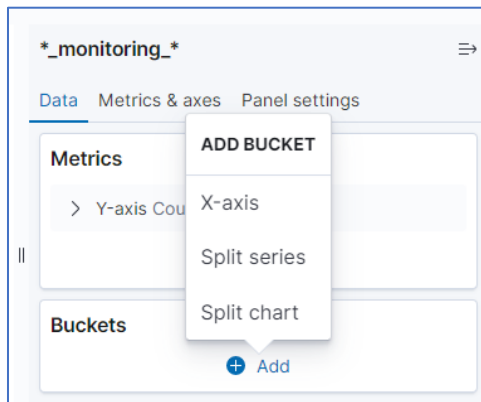 *_monitoring_*
Data Metrics & axes Panel settings
ADD BUCKET
Metrics
X-axis
Y-axis Cou
Split series
Split chart
Buckets
Add